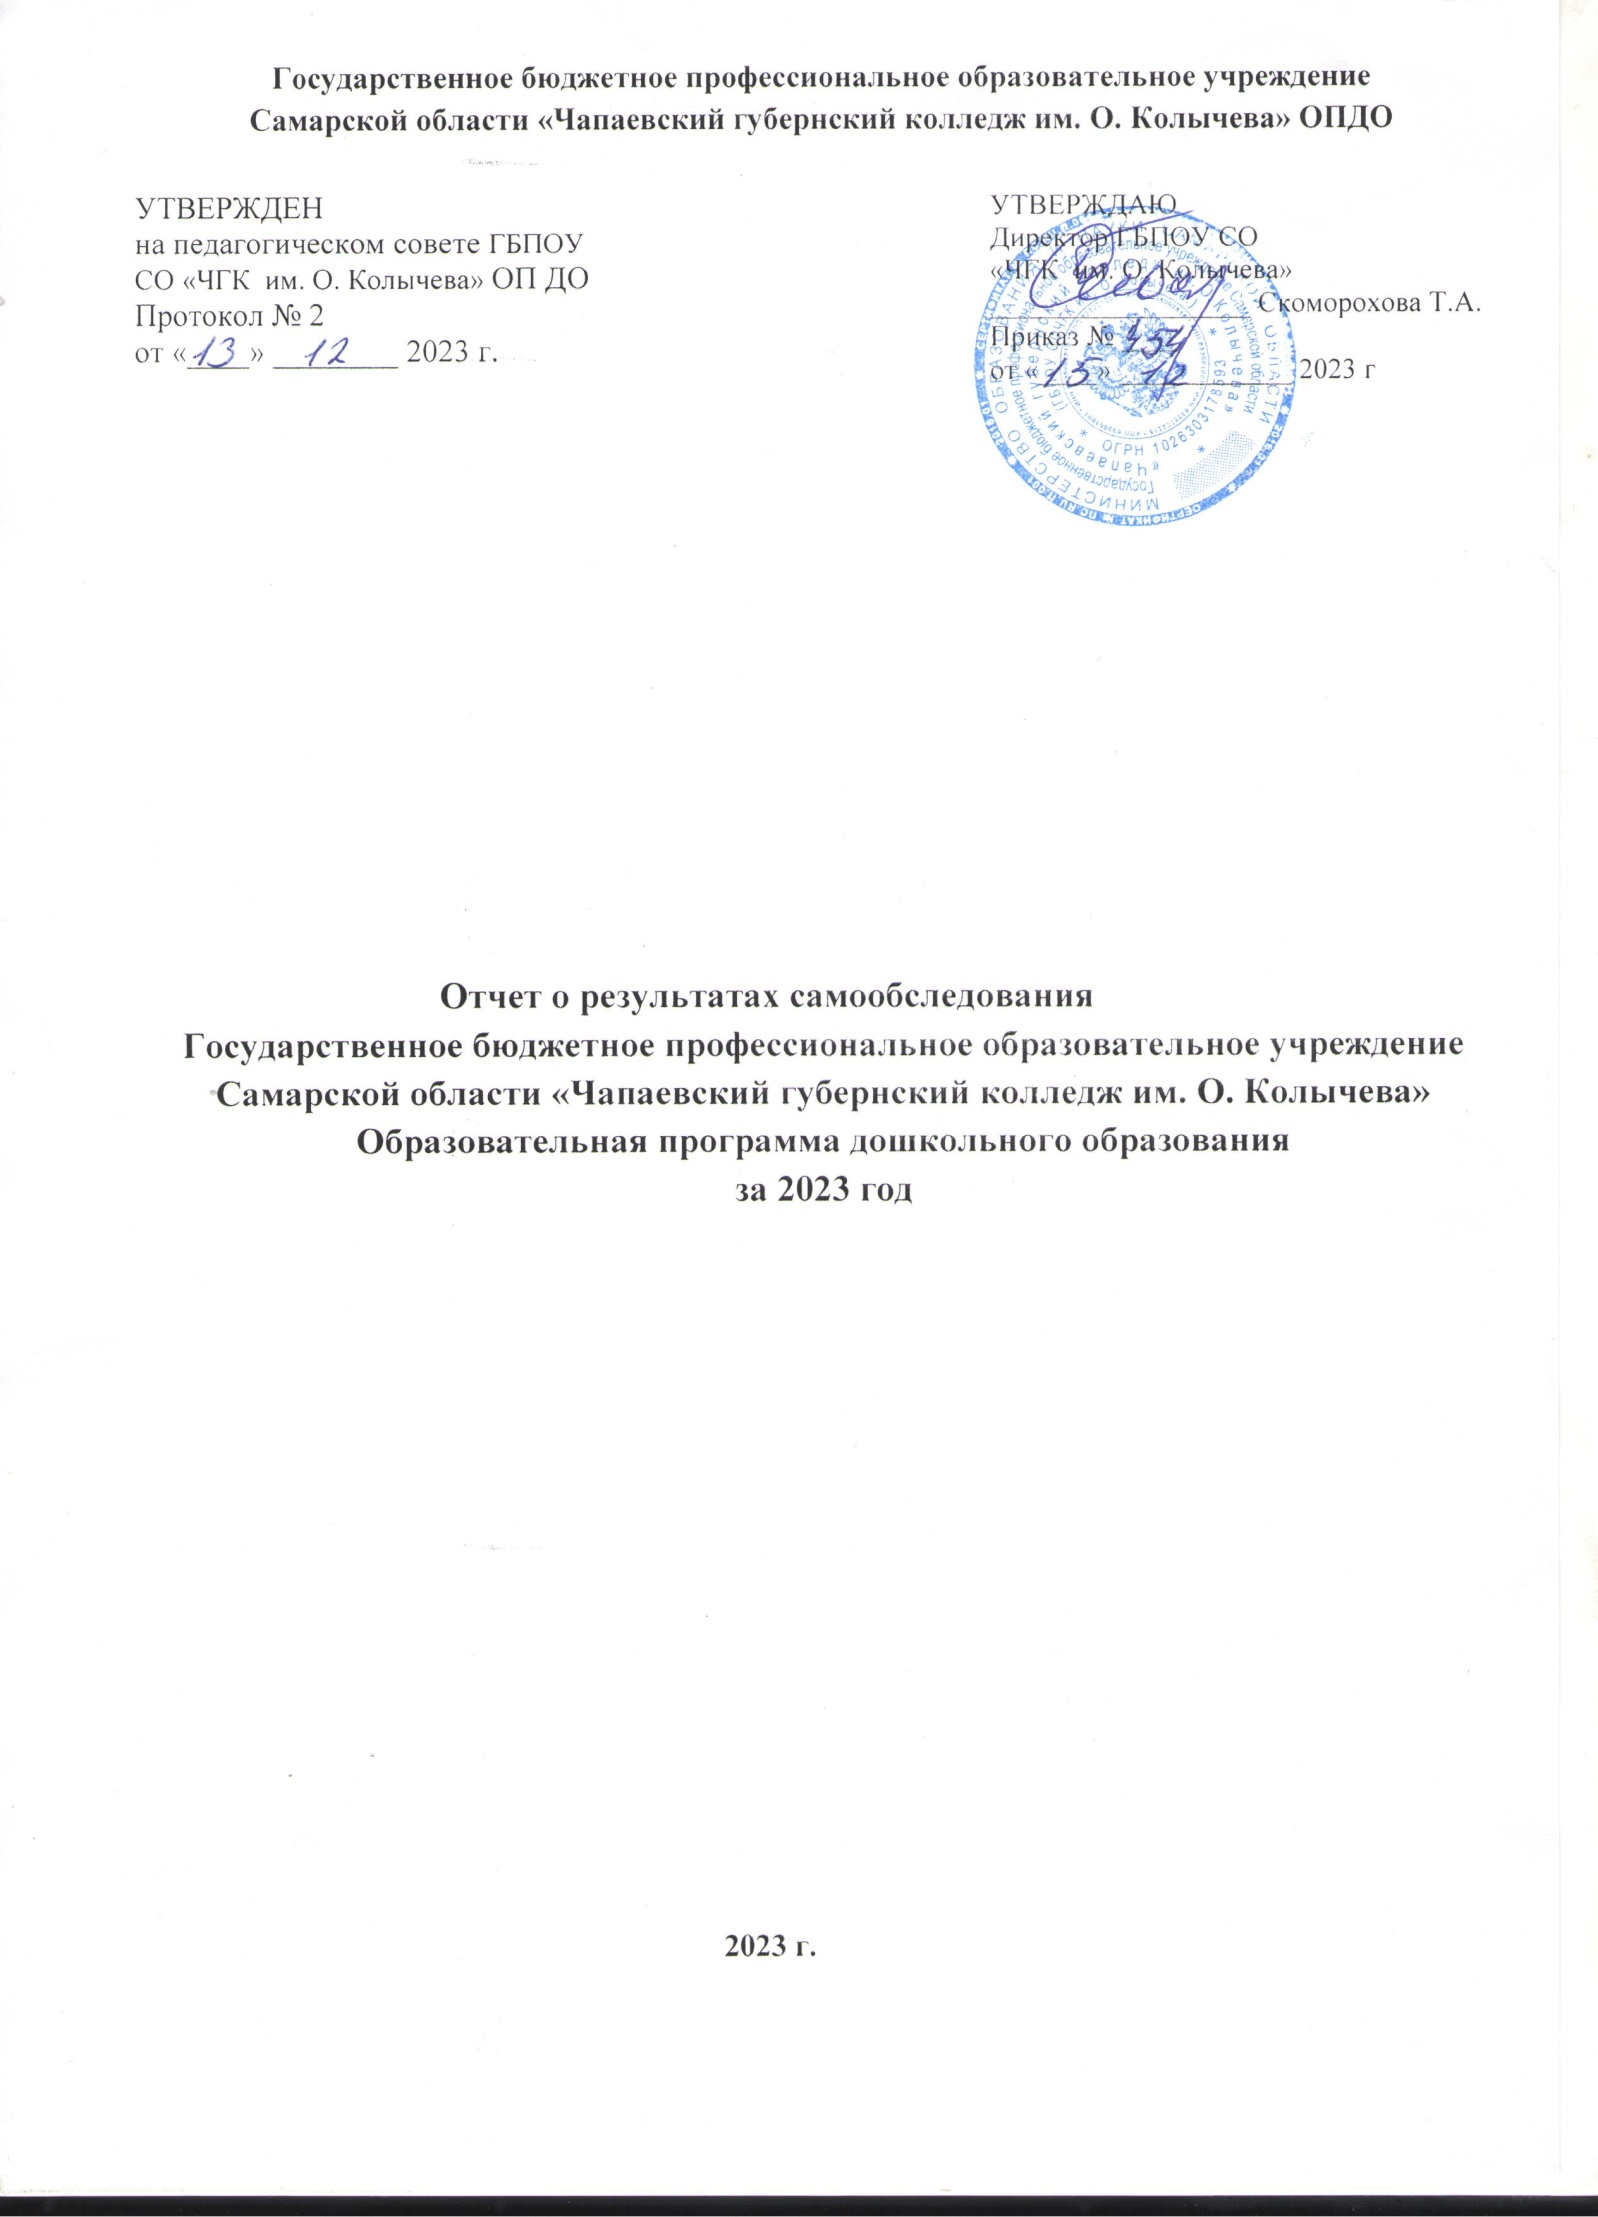 Государственное бюджетное профессиональное образовательное учреждение
Самарской области «Чапаевский губернский колледж им. О. Колычева» ОПДО
УТВЕРЖДЕН
на педагогическом совете ГБПОУ
СО «ЧГК им. О. Колычева» ОП ДО
Протокол № 2
от «13» 12 2023 г.
УТВЕРЖДАЮ
Директор ГБПОУ СО
«ЧГК им. О. Колычева»
Скоморохова Т.А.
Приказ №
от «15» 12 2023 г
ОГРН 1026303178593
Отчет о результатах самообследования
Государственное бюджетное профессиональное образовательное учреждение
Самарской области «Чапаевский губернский колледж им. О. Колычева»
Образовательная программа дошкольного образования
за 2023 год
2023 г.